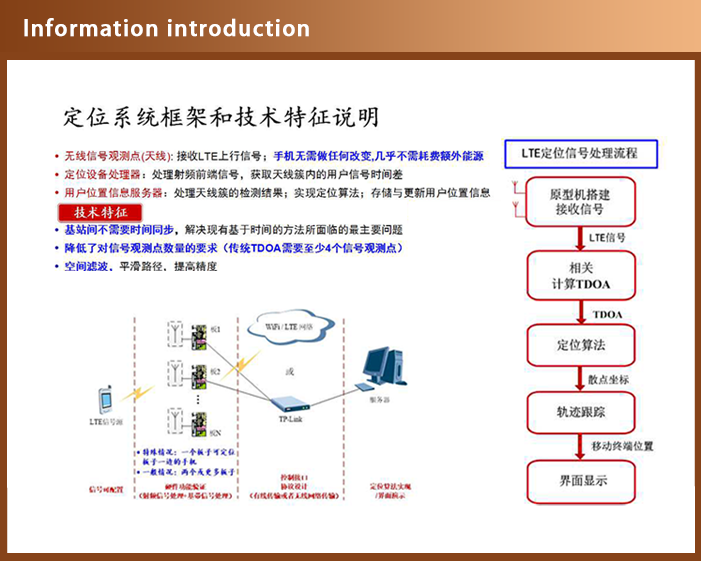 Information introduction
定位系统框架和技术特征说明
• 无线信号观测点(天线): 接收LTE上行信号；手机无需做任何改变,几乎不需耗费额外能源
• 定位设备处理器：处理射频前端信号，获取天线簇内的用户信号时间差
• 用户位置信息服务器：处理天线簇的检测结果；实现定位算法；存储与更新用户位置信息
技术特征
• 基站间不需要时间同步，解决现有基于时间的方法所面临的最主要问题
• 降低了对信号观测点数量的要求（传统TDOA需要至少4个信号观测点）
• 空间滤波，平滑路径，提高精度
LTE定位信号处理流程
原型机搭建
接收信号
LTE信号
相关
计算TDOA
TDOA
定位算法
散点坐标
轨迹跟踪
移动终端位置
界面显示
板1
WiFi / LTE 网络
板2
或
LTE信号源
TP-Link
服务器
板N
• 特殊情况：一个板子可定位
板子一边的手机
• 一般情况：两个或更多板子
信号可配置
硬件功能验证
（射频信号处理+基带信号处理）
控制接口
协议设计
（有线传输或者无线网络传输）
定位算法实现
/界面演示